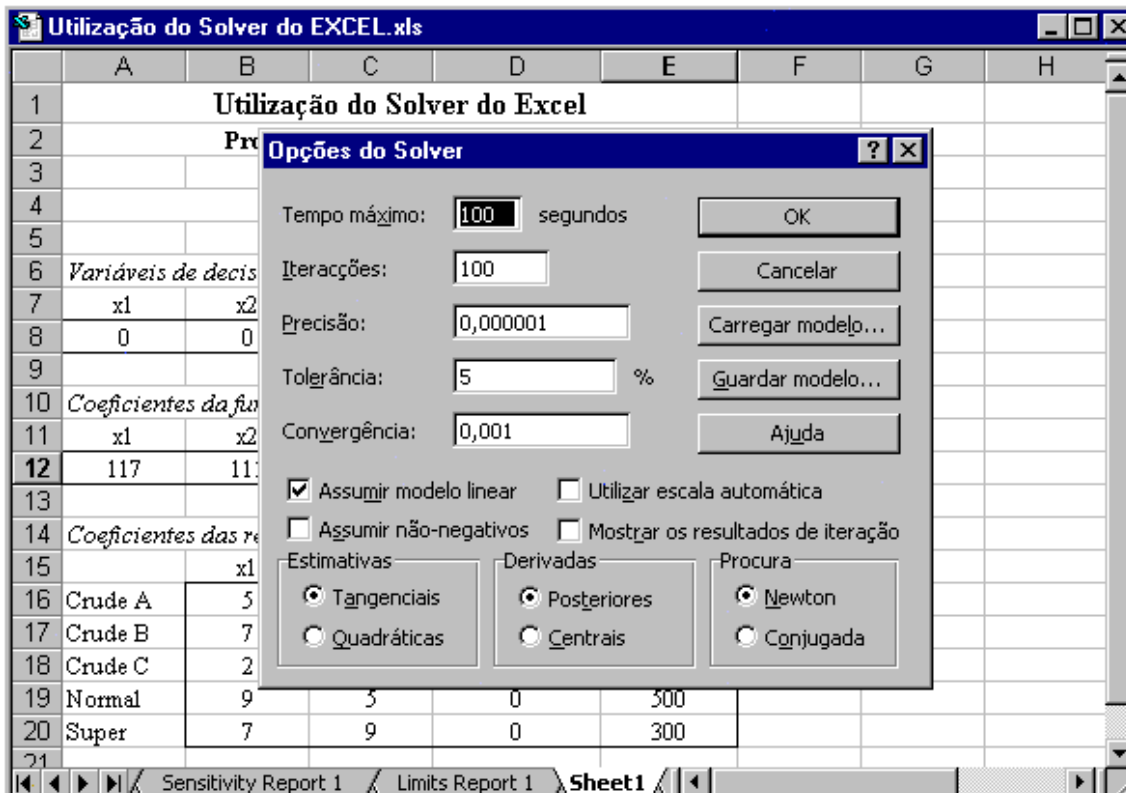 Utilização do Solver do EXCEL.xls
A B C D E F G H
1 Utilização do Solver do Excel
2
3
4
5
6 Variáveis de
7 x1 x2
8 0 0
9
10 Coeficientes da
11 x1 x2
12 117
13
14 Coeficientes das
15 x1
16 Crude A 5
17 Crude B 7
18 Crude C 2
19 Normal 9 5 0 500
20 Super 7 9 0 300
21
Opções do Solver
Tempo máximo: 100 segundos
Iteracções: 100
Precisão: 0,000001
Tolerância: 5 %
Convergência: 0,001
OK
Cancelar
Carregar modelo...
Guardar modelo...
Ajuda
Assumir modelo linear
Utilizar escala automática
Assumir não-negativos
Mostrar os resultados de iteração
Estimativas
Tangenciais
Quadráticas
Derivadas
Posteriores
Centrais
Procura
Newton
Conjugada
Sensitivity Report 1 Limits Report 1 Sheet1